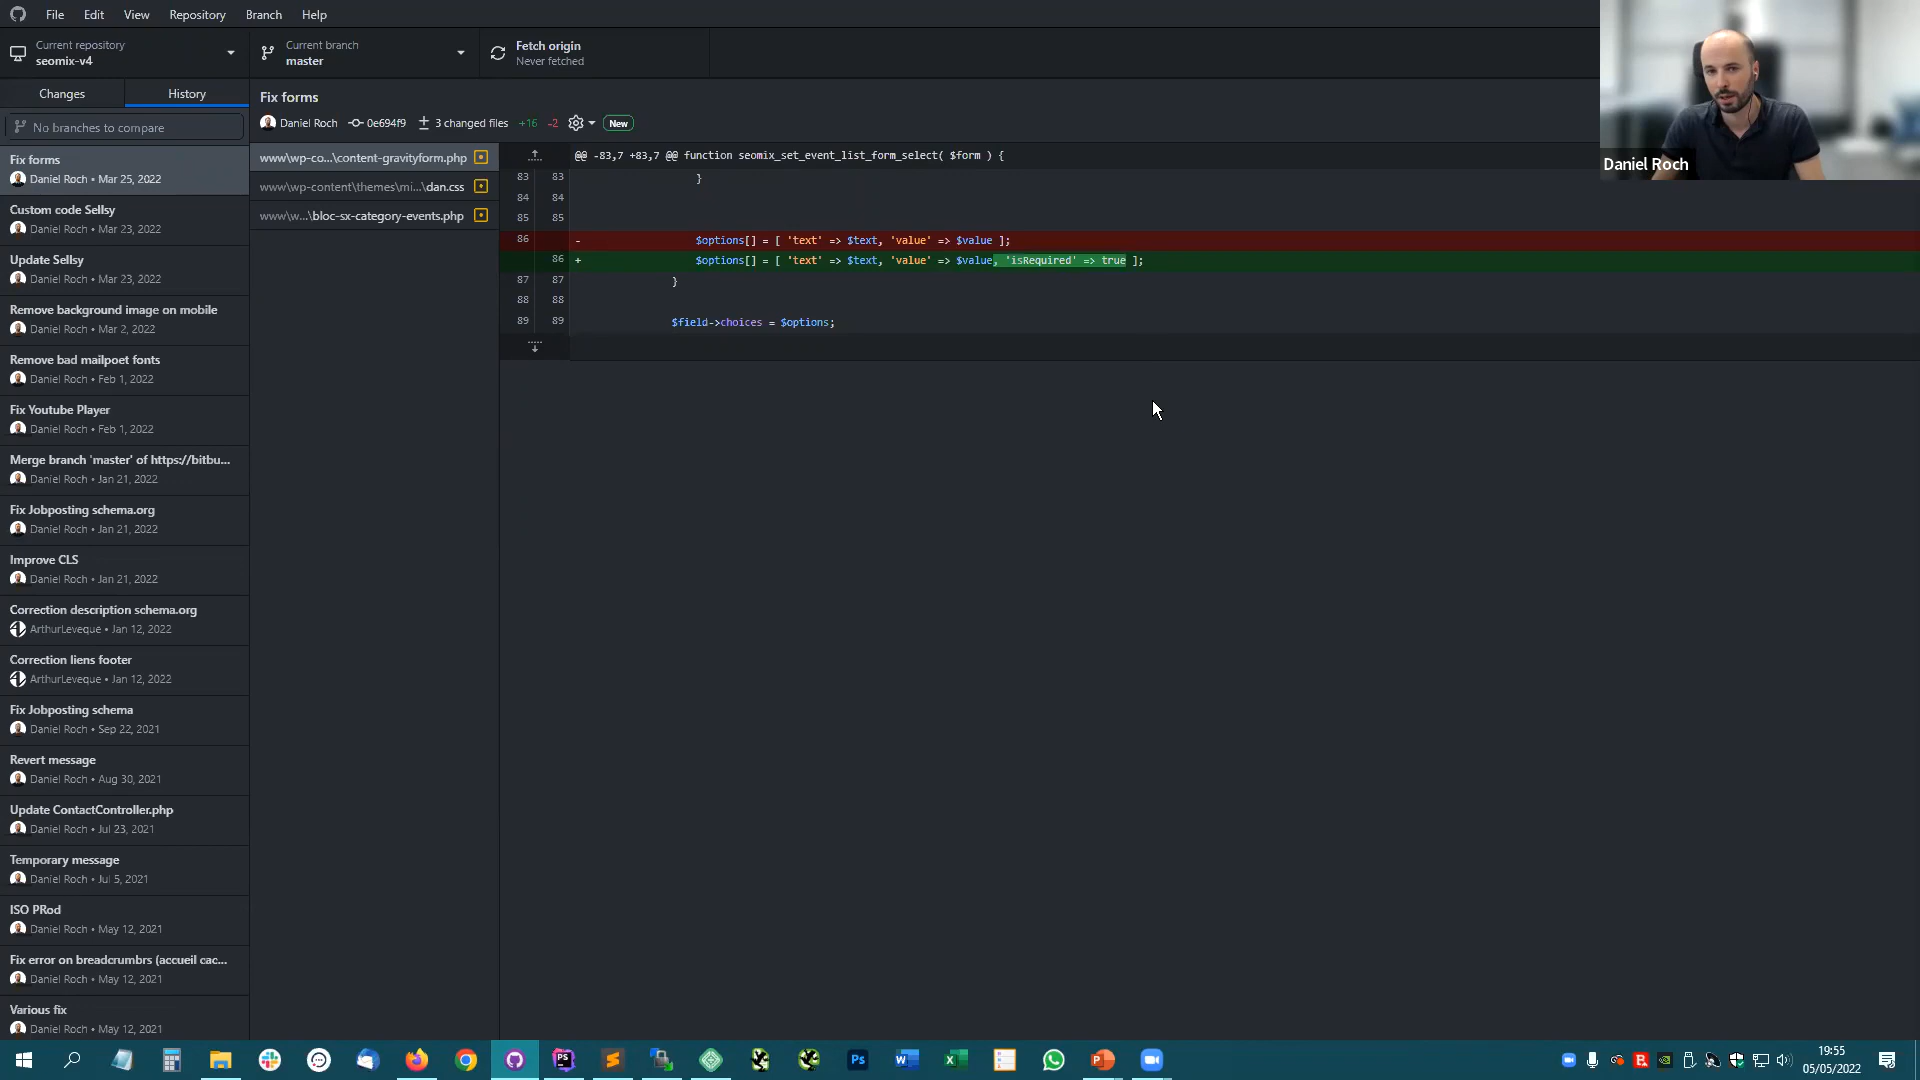 File Edit View Repository Branch Help
Current repository
seomix-v4
Current branch
master
Fetch origin
Never fetched
Changes
History
No branches to compare
Fix forms
Daniel Roch • Mar 25, 2022
Custom code Sellsy
Daniel Roch • Mar 23, 2022
Update Sellsy
Daniel Roch • Mar 23, 2022
Remove background image on mobile
Daniel Roch • Mar 2, 2022
Remove bad mailpoet fonts
Daniel Roch • Feb 1, 2022
Fix Youtube Player
Daniel Roch • Feb 1, 2022
Merge branch 'master' of https://bitbu...
Daniel Roch • Jan 21, 2022
Fix Jobposting schema.org
Daniel Roch • Jan 21, 2022
Improve CLS
Daniel Roch • Jan 21, 2022
Correction description schema.org
ArthurLeveque • Jan 12, 2022
Correction liens footer
ArthurLeveque • Jan 12, 2022
Fix Jobposting schema
Daniel Roch • Sep 22, 2021
Revert message
Daniel Roch • Aug 30, 2021
Update ContactController.php
Daniel Roch • Jul 23, 2021
Temporary message
Daniel Roch • Jul 5, 2021
ISO PRod
Daniel Roch • May 12, 2021
Fix error on breadcrumbrs (accueil cac...
Daniel Roch • May 12, 2021
Various fix
Daniel Roch • May 12, 2021
Fix forms
Daniel Roch 0e694f9 3 changed files +16 -2 New
www\wp-co...\content-gravityform.php
www\wp-content\themes\mi...\dan.css
www\w...\bloc-sx-category-events.php
@@ -83,7 +83,7 @@ function seomix_set_event_list_form_select( $form ) {
83 83 }
84 84
85 85
86 - $options[] = [ 'text' => $text, 'value' => $value ];
86 + $options[] = [ 'text' => $text, 'value' => $value, 'isRequired' => true ];
87 87 }
88 88
89 89 $field->choices = $options;
Daniel Roch
19:55
05/05/2022